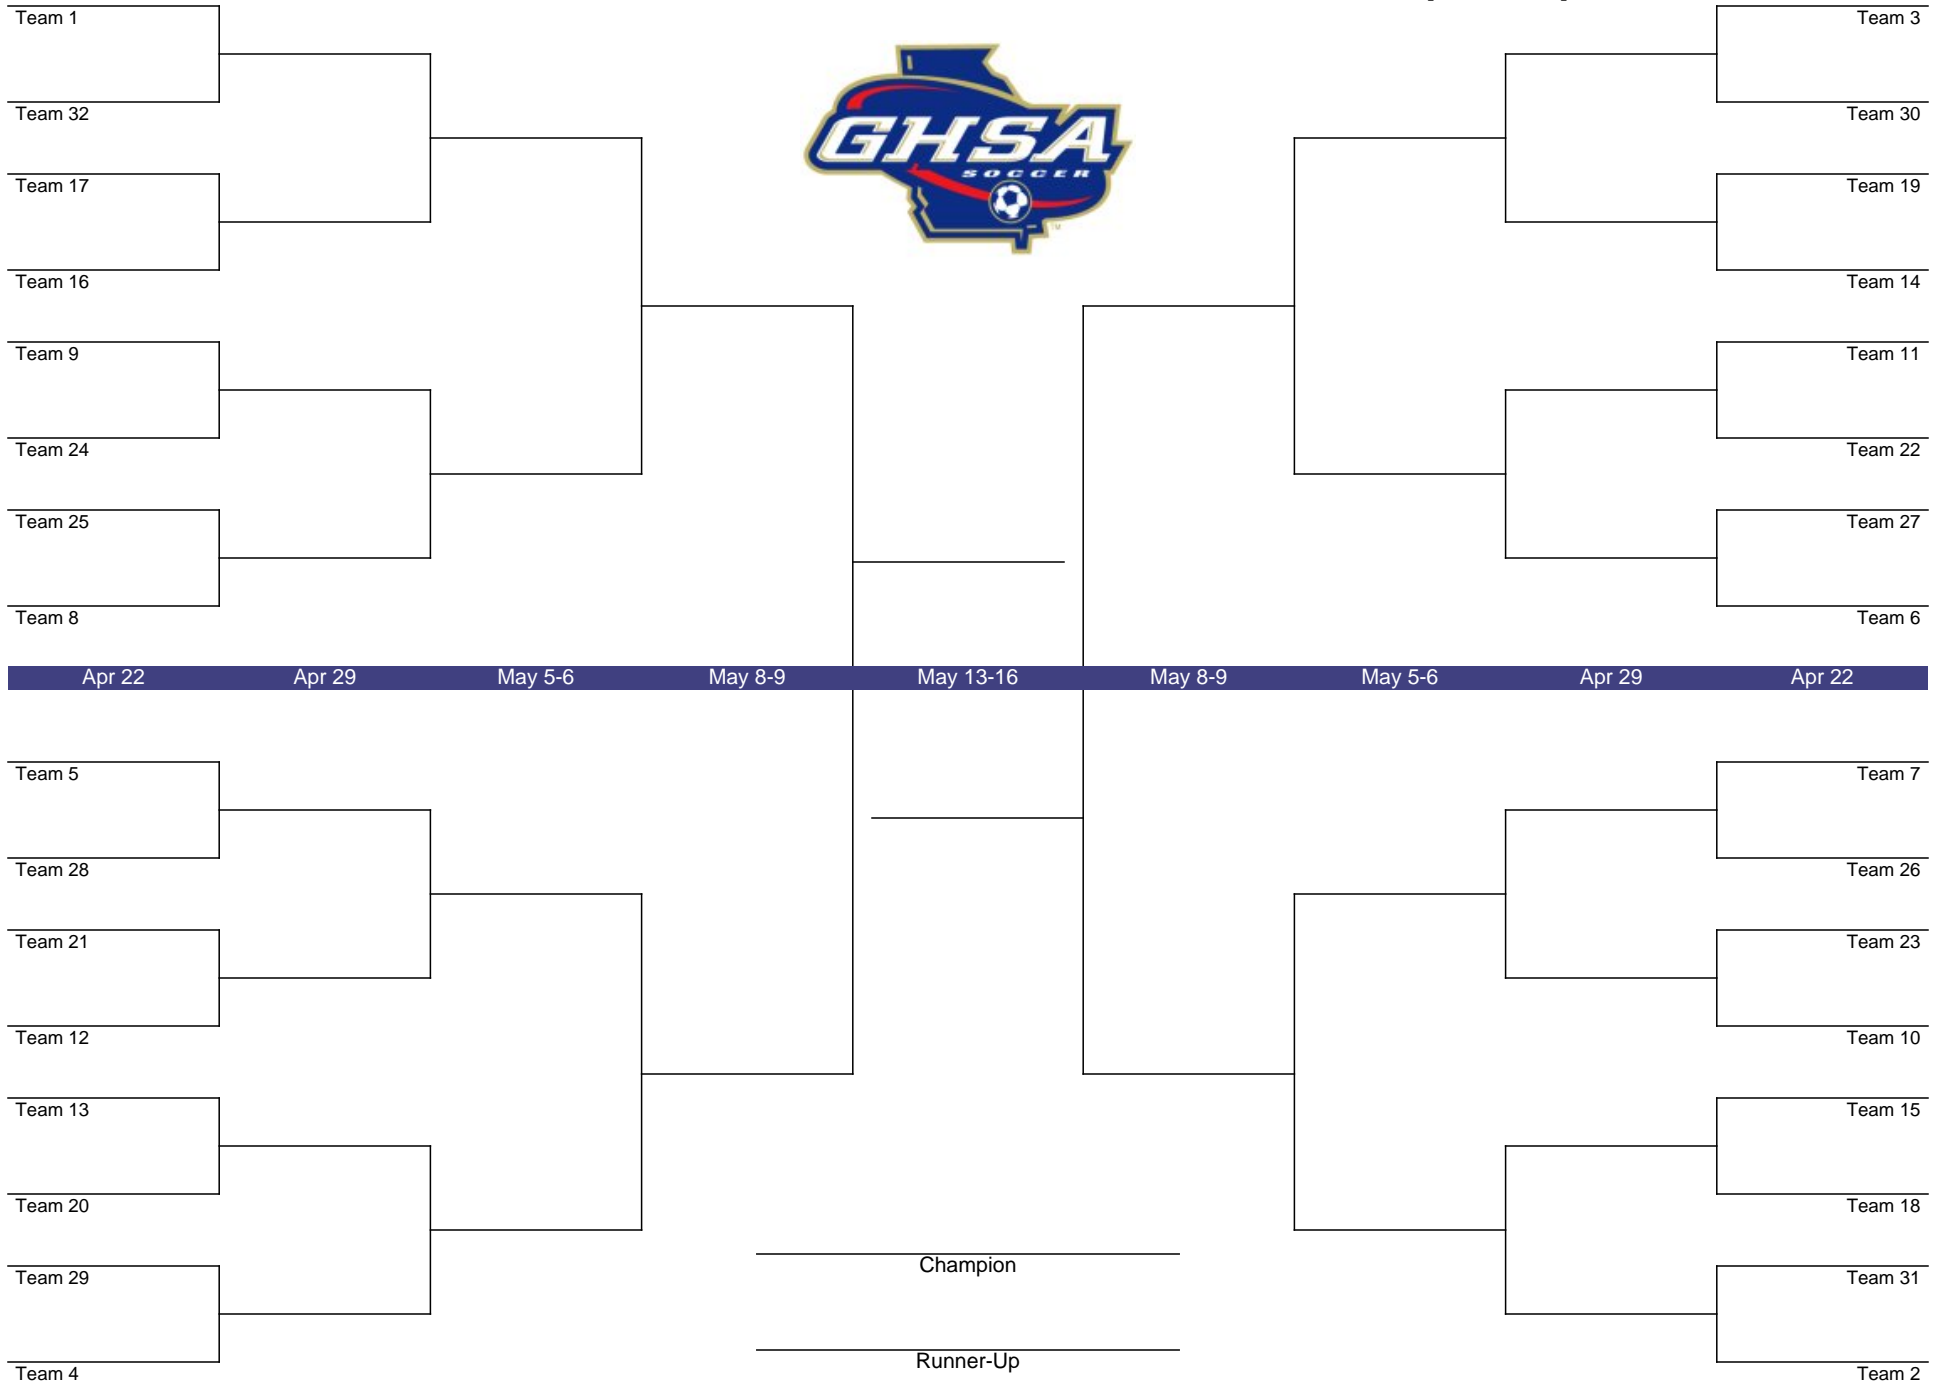 Team 1
Team 32
Team 17
Team 16
Team 9
Team 24
Team 25
Team 8
GHSA
SOCCER
TM
Team 3
Team 30
Team 19
Team 14
Team 11
Team 22
Team 27
Team 6
Apr 22 Apr 29 May 5-6 May 8-9 May 13-16 May 8-9 May 5-6 Apr 29 Apr 22
Team 5
Team 28
Team 21
Team 12
Team 13
Team 20
Team 29
Team 4
Champion
Runner-Up
Team 7
Team 26
Team 23
Team 10
Team 15
Team 18
Team 31
Team 2